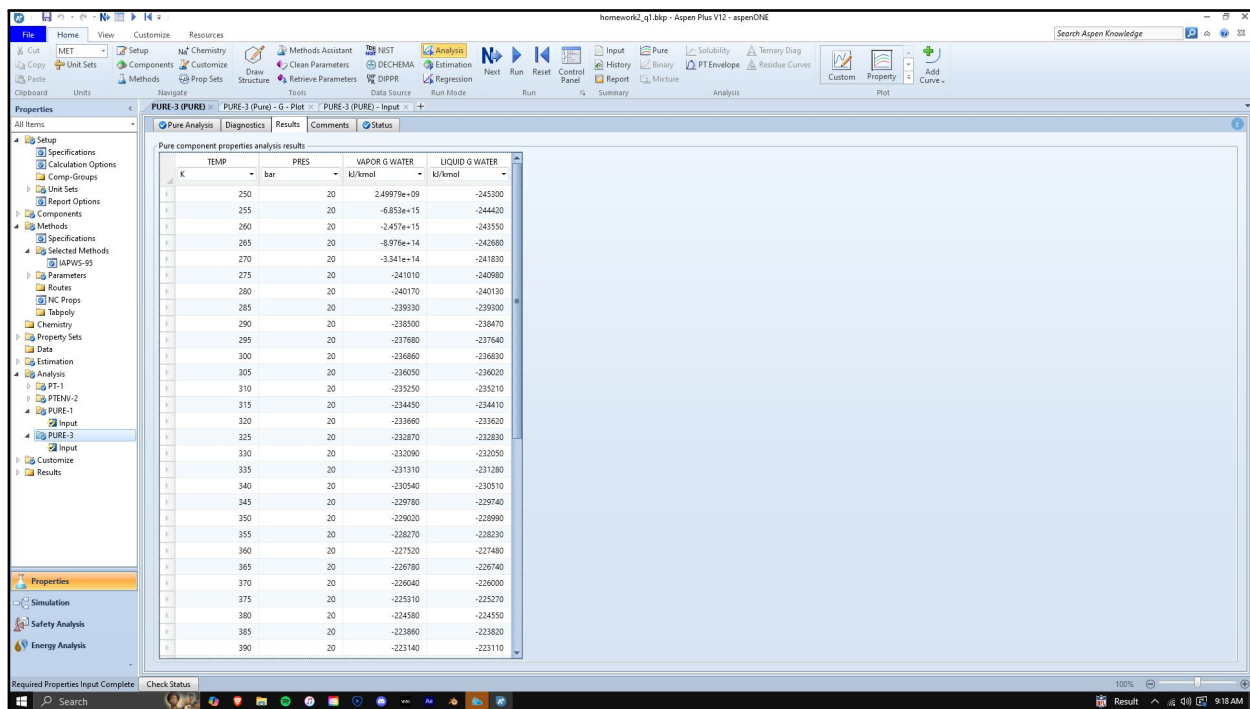 homework2_q1.bkp - Aspen Plus V12 - aspenONE
File Home View Customize Resources Search Aspen Knowledge
Cut MET Setup Chemistry Methods Assistant NIST Analysis Input Pure Solubility Ternary Diag
Copy Unit Sets Components Customize Clean Parameters DECHEMA Estimation History Binary PT Envelope Residue Curves
Paste Methods Prop Sets Draw Structure Retrieve Parameters DIPPR Regression Next Run Reset Control Panel Report Mixture Custom Property Add Curve
Clipboard Units Navigate Tools Data Source Run Mode Run Summary Analysis Plot
Properties
All Items
Setup
Specifications
Calculation Options
Comp-Groups
Unit Sets
Report Options
Components
Methods
Specifications
Selected Methods
IAPWS-95
Parameters
Routes
NC Props
Tabpoly
Chemistry
Property Sets
Data
Estimation
Analysis
PT-1
PTENV-2
PURE-1
Input
PURE-3
Input
Customize
Results
Properties
Simulation
Safety Analysis
Energy Analysis
PURE-3 (PURE) PURE-3 (Pure) - G - Plot PURE-3 (PURE) - Input +
Pure Analysis Diagnostics Results Comments Status
Pure component properties analysis results
TEMP PRES VAPOR G WATER LIQUID G WATER
K bar kJ/kmol kJ/kmol
250 20 2.49979e+09 -245300
255 20 -6.853e+15 -244420
260 20 -2.457e+15 -243550
265 20 -8.976e+14 -242680
270 20 -3.341e+14 -241830
275 20 -241010 -240980
280 20 -240170 -240130
285 20 -239330 -239300
290 20 -238500 -238470
295 20 -237680 -237640
300 20 -236860 -236830
305 20 -236050 -236020
310 20 -235250 -235210
315 20 -234450 -234410
320 20 -233660 -233620
325 20 -232870 -232830
330 20 -232090 -232050
335 20 -231310 -231280
340 20 -230540 -230510
345 20 -229780 -229740
350 20 -229020 -228990
355 20 -228270 -228230
360 20 -227520 -227480
365 20 -226780 -226740
370 20 -226040 -226000
375 20 -225310 -225270
380 20 -224580 -224550
385 20 -223860 -223820
390 20 -223140 -223110
Required Properties Input Complete Check Status 100%
Search Result 9:18 AM